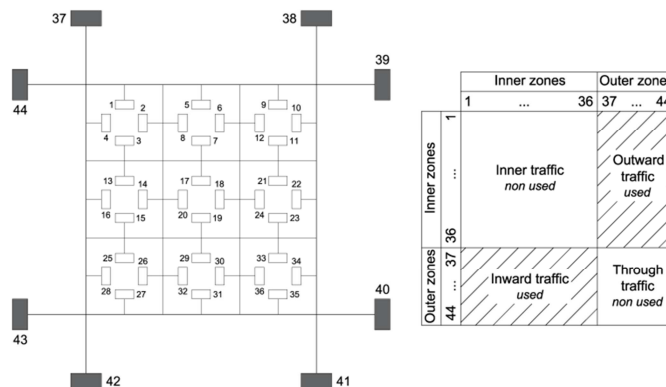 37
38
39
44
1 2 5 6 9 10
4 3 8 7 12 11
13 14 17 18 21 22
16 15 20 19 24 23
25 26 29 30 33 34
28 27 32 31 36 35
43
40
42
41
Inner zones Outer zone
1 ... 36 37 ... 44
Inner zones
1 ... 36
Inner traffic
non used
Outward
traffic
used
Outer zones
37 ... 44
Inward traffic
used
Through
traffic
non used